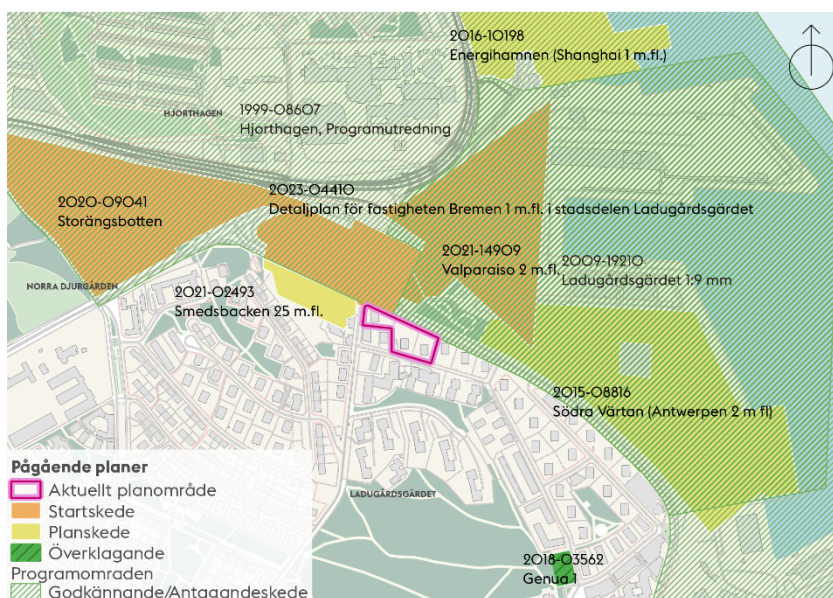 2016-10198
Energihamnen (Shanghai 1 m.fl.)
HJORTHAGEN
1999-08607
Hjorthagen, Programutredning
2020-09041
Storängsbotten
2023-04410
Detaljplan för fastigheten Bremen 1 m.fl. i stadsdelen Ladugårdsgärdet
2021-14909
Valparaiso 2 m.fl.
2009-19210
Ladugårdsgärdet 1:9 mm
NORRA DJURGÅRDEN
2021-02493
Smedsbacken 25 m.fl.
2015-08816
Södra Värtan (Antwerpen 2 m fl)
LADUGÅRDSGÄRDET
2018-03562
Genua 1
Pågående planer
Aktuellt planområde
Startskede
Planskede
Överklagande
Programområden
Godkännande/Antagandeskede